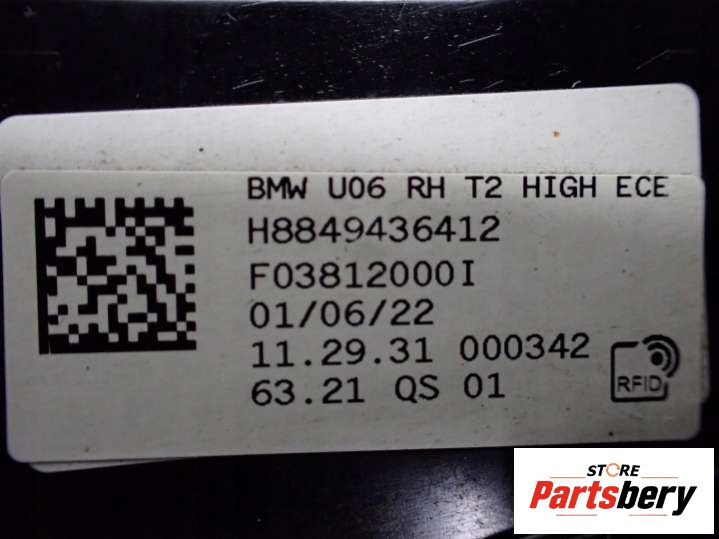 BMW U06 RH T2 HIGH ECE
H8849436412
F03812000I
01/06/22
11.29.31 000342
63.21 QS 01
RFID
STORE
Partsbery